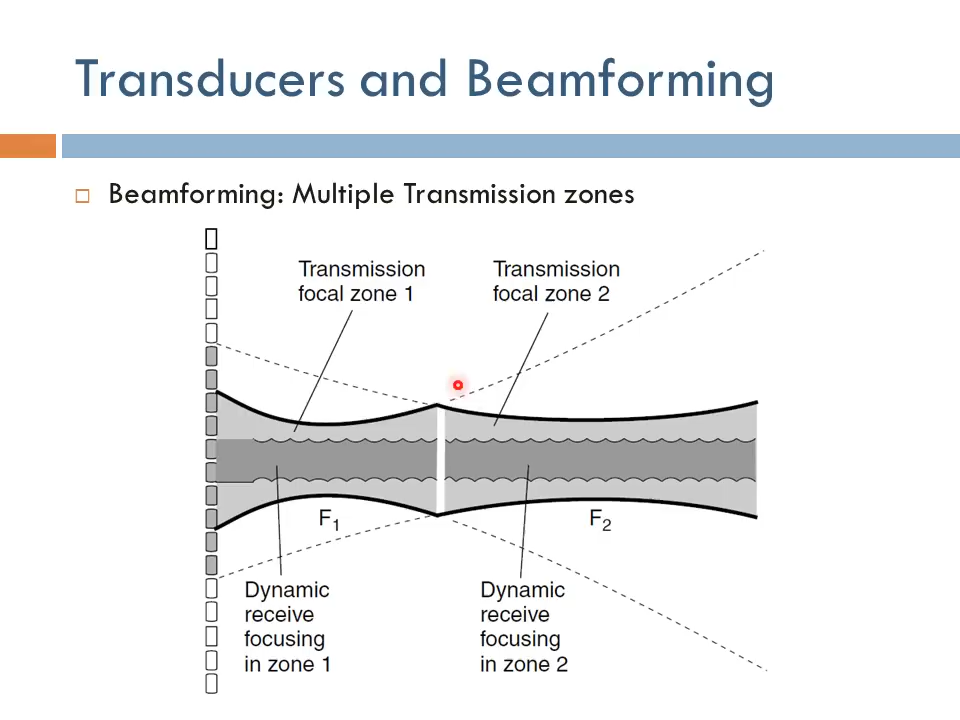 Transducers and Beamforming
Beamforming: Multiple Transmission zones
Transmission
focal zone 1
Transmission
focal zone 2
F1
F2
Dynamic
receive
focusing
in zone 1
Dynamic
receive
focusing
in zone 2